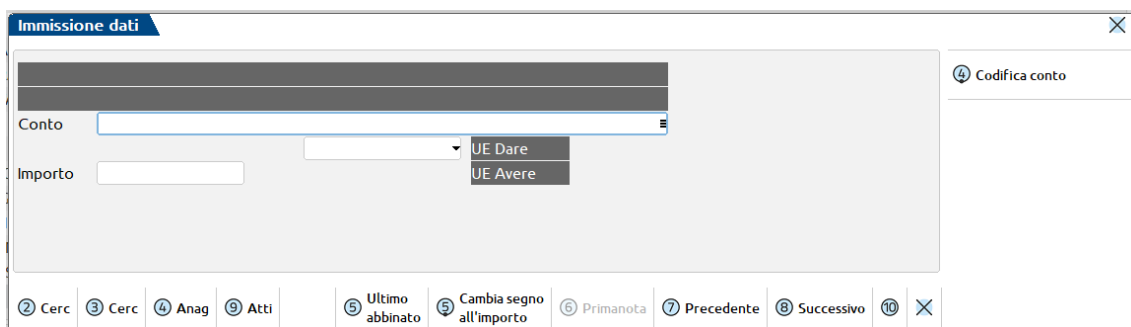 Immissione dati
4 Codifica conto
Conto
UE Dare
Importo
UE Avere
2 Cerc 3 Cerc 4 Anag 9 Atti 5 Ultimo abbinato 5 Cambia segno all'importo 6 Primanota 7 Precedente 8 Successivo 10